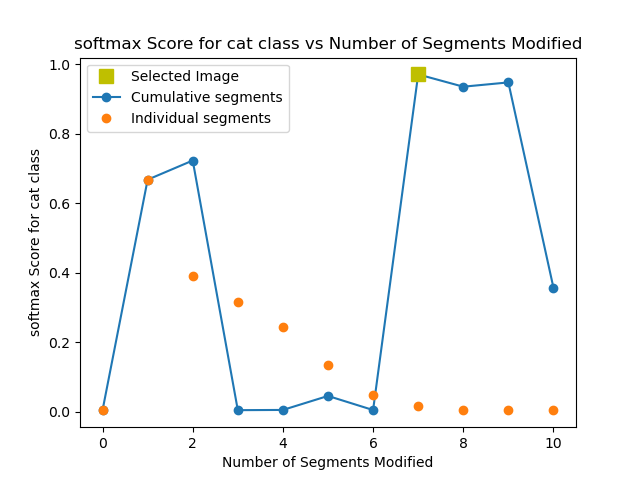 softmax Score for cat class vs Number of Segments Modified
1.0
0.8
0.6
0.4
0.2
0.0
softmax Score for cat class
Selected Image
Cumulative segments
Individual segments
0 2 4 6 8 10
Number of Segments Modified